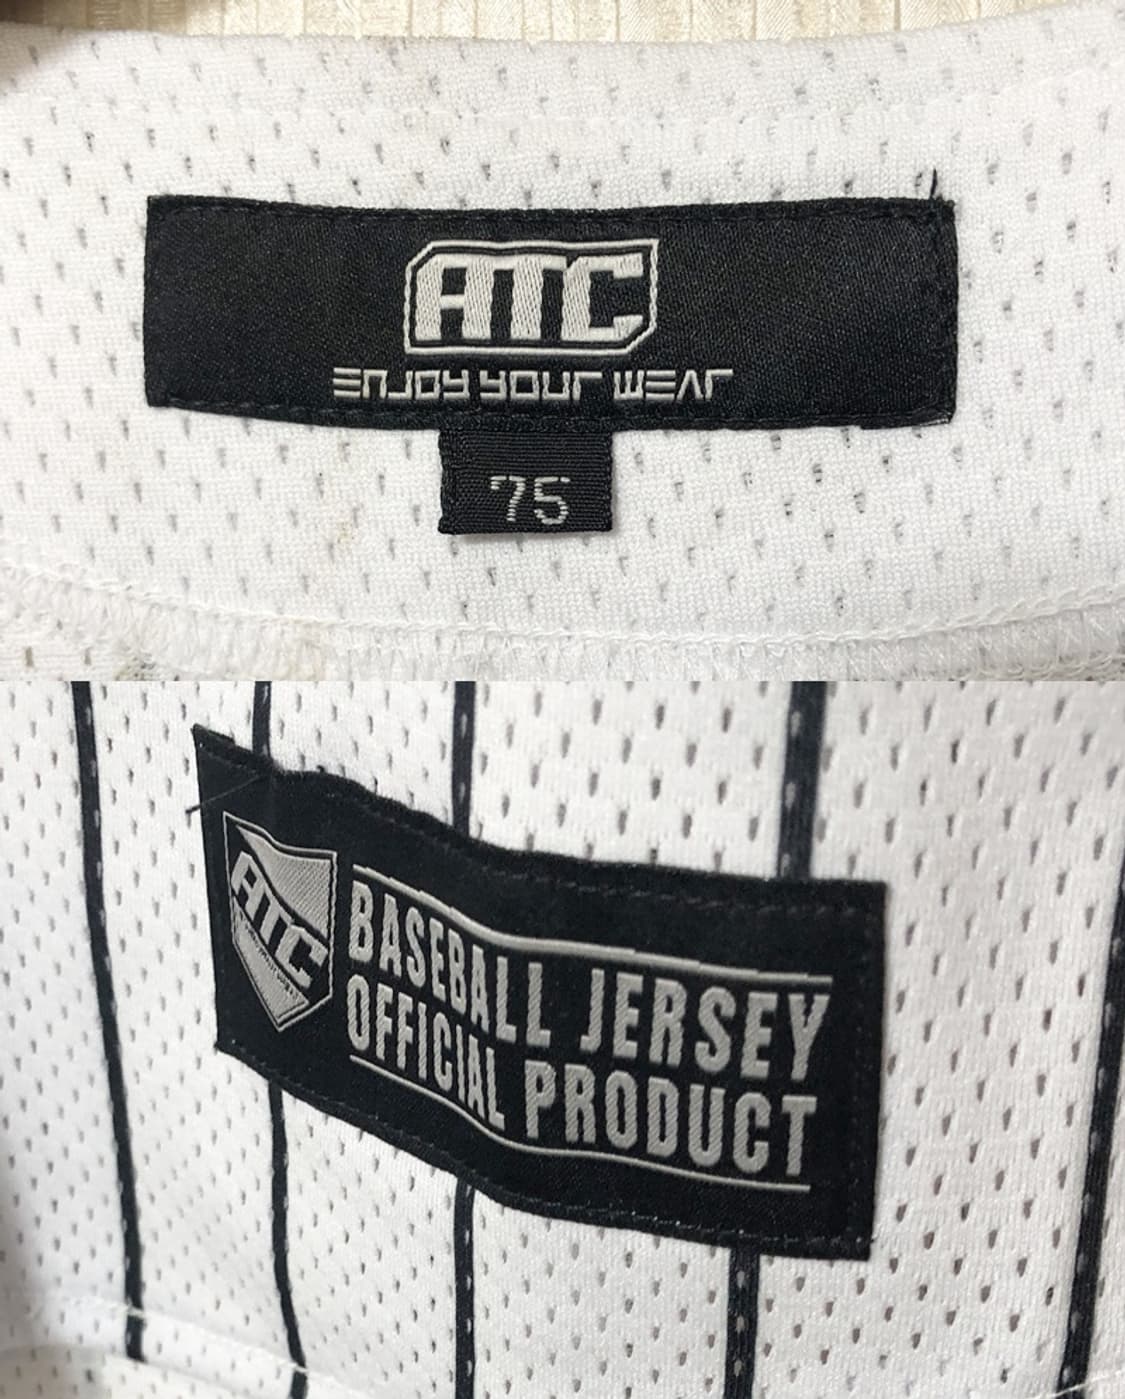 ATC
ENJOY YOUR WEAR
75
ATC
BASEBALL JERSEY
OFFICIAL PRODUCT